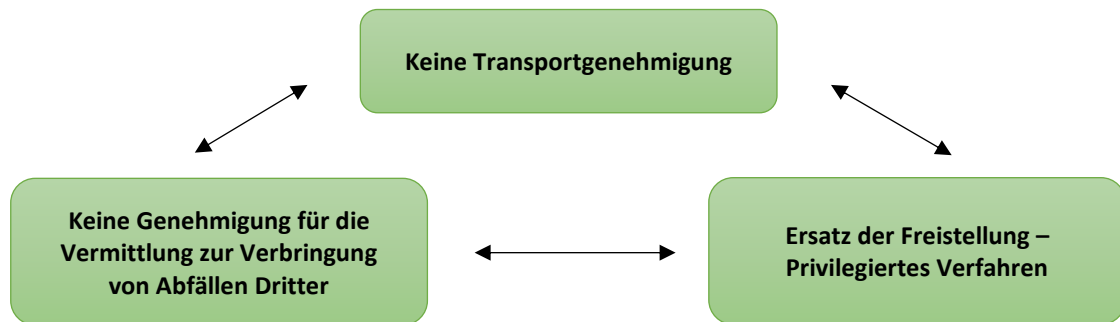 Keine Transportgenehmigung
Keine Genehmigung für die
Vermittlung zur Verbringung
von Abfällen Dritter
Ersatz der Freistellung –
Privilegiertes Verfahren